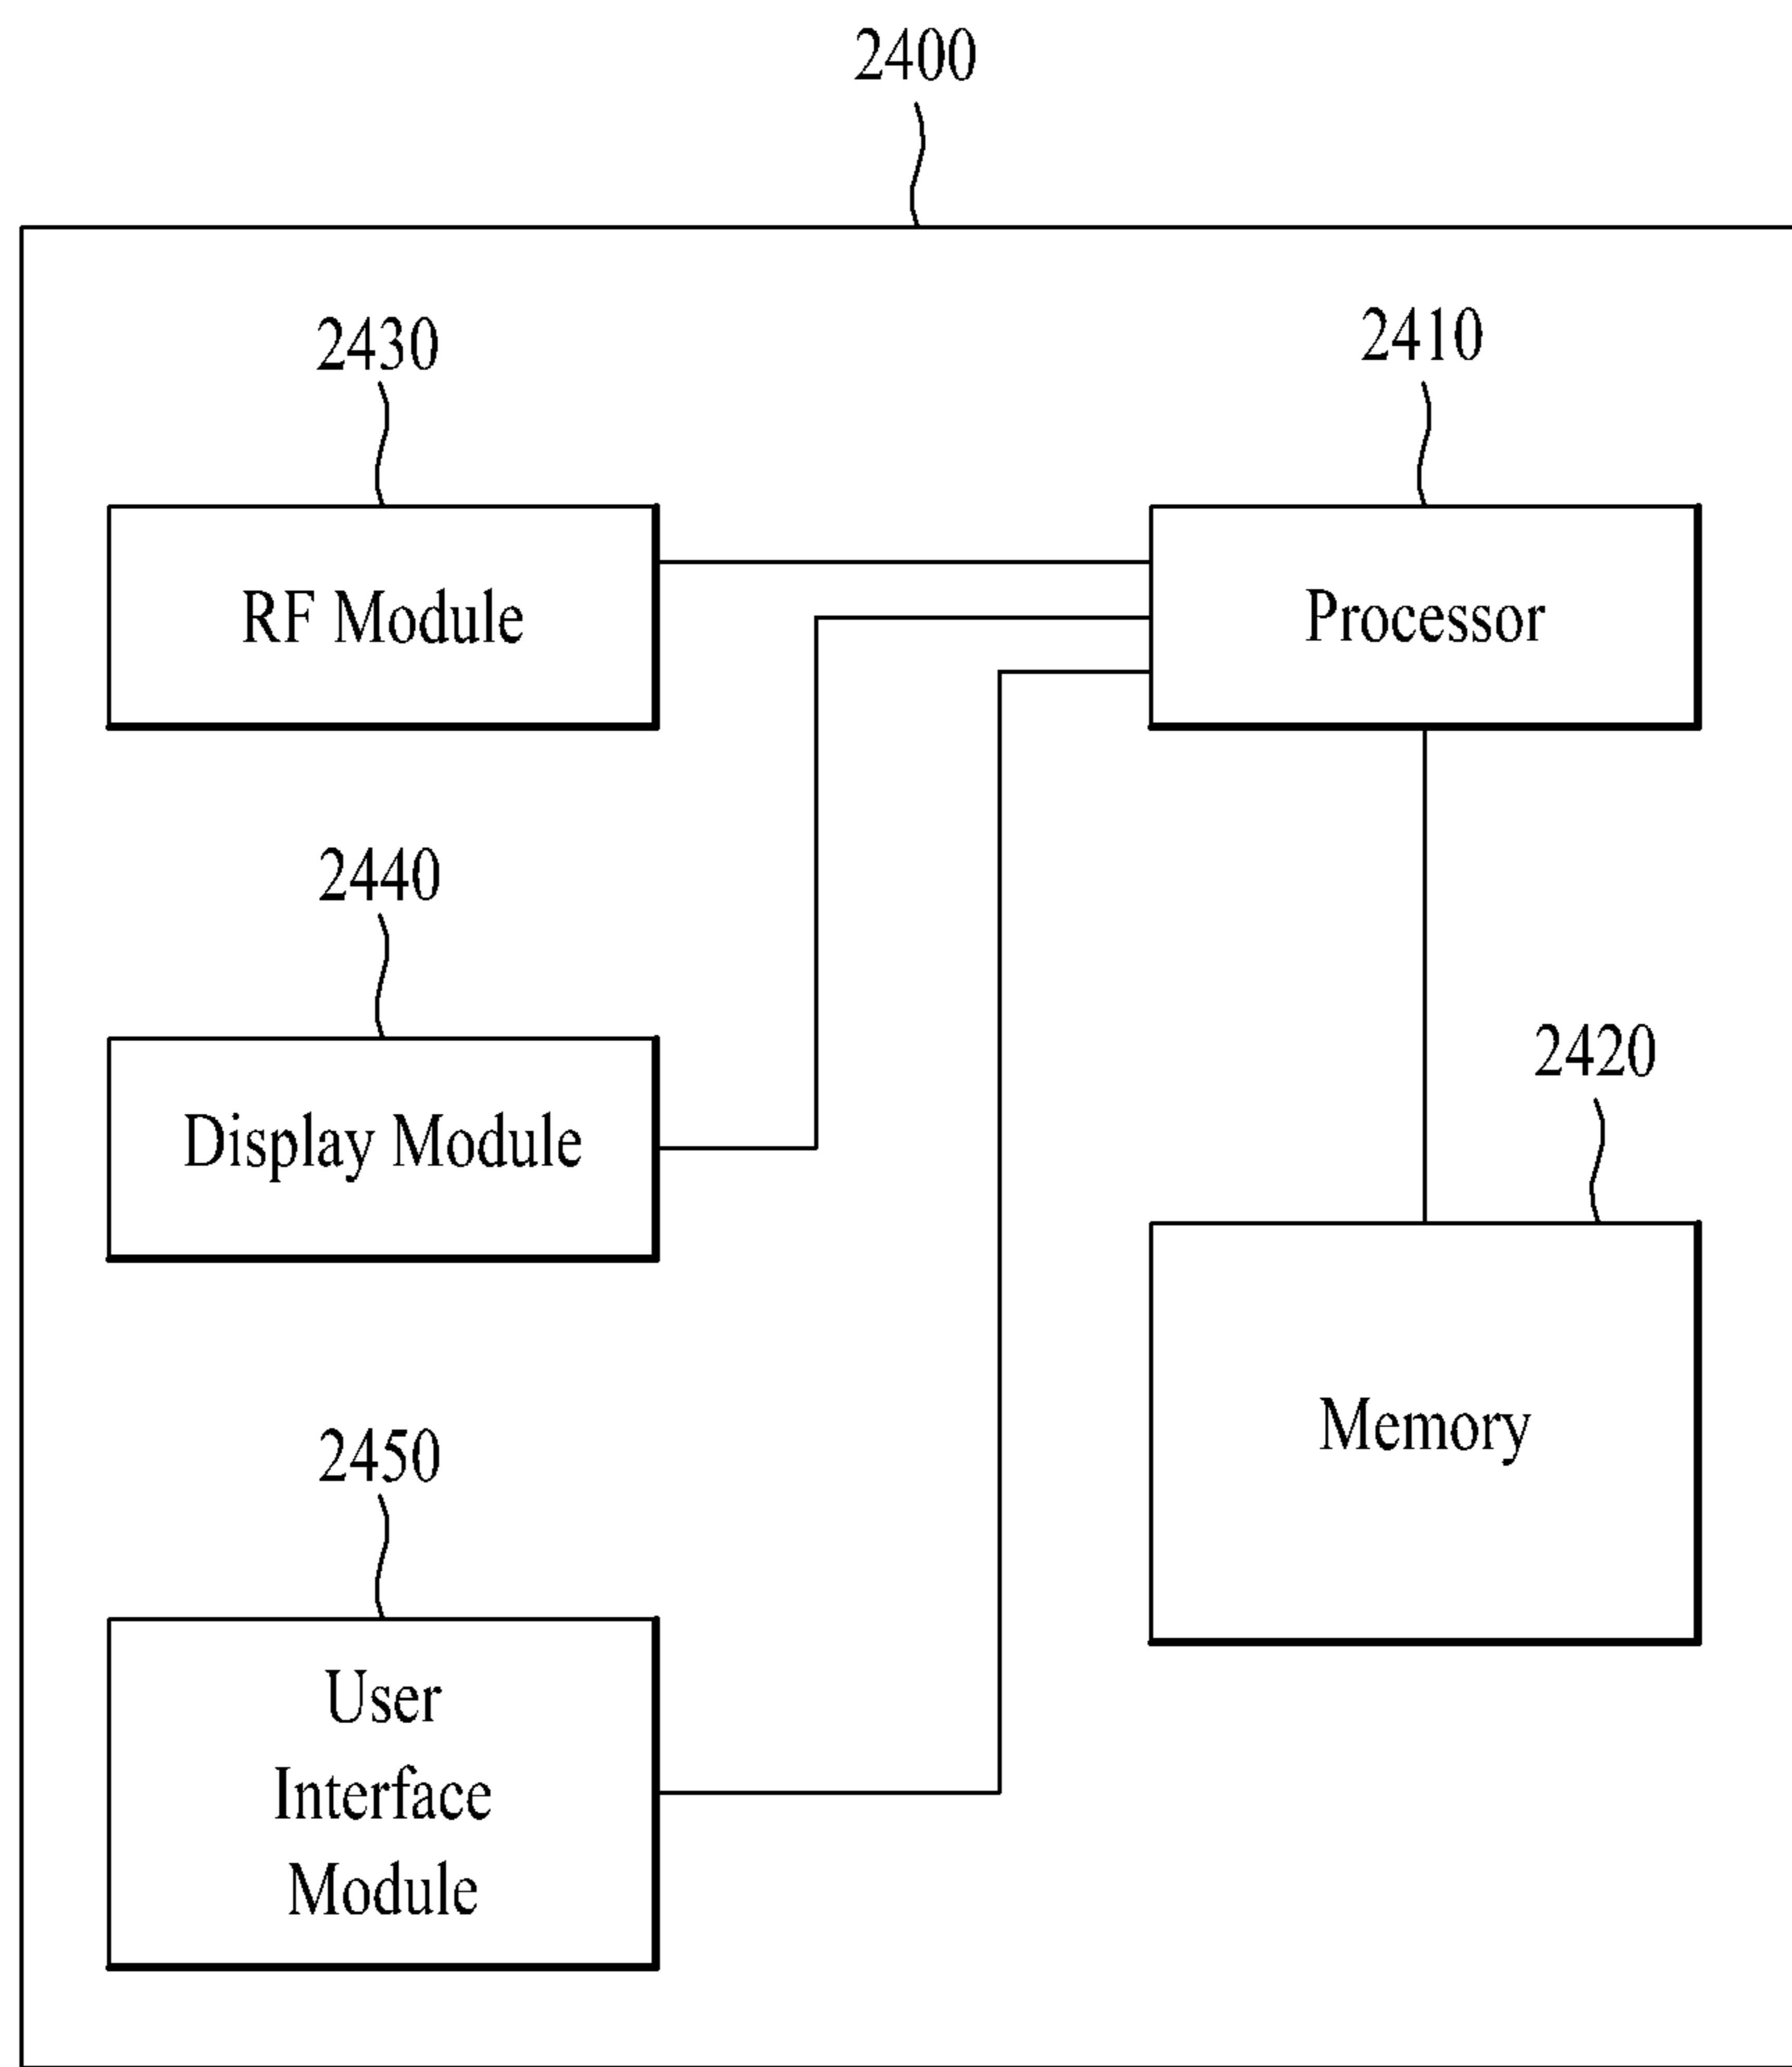 2400
2430
2410
RF Module
Processor
2440
2420
Display Module
Memory
2450
User
Interface
Module